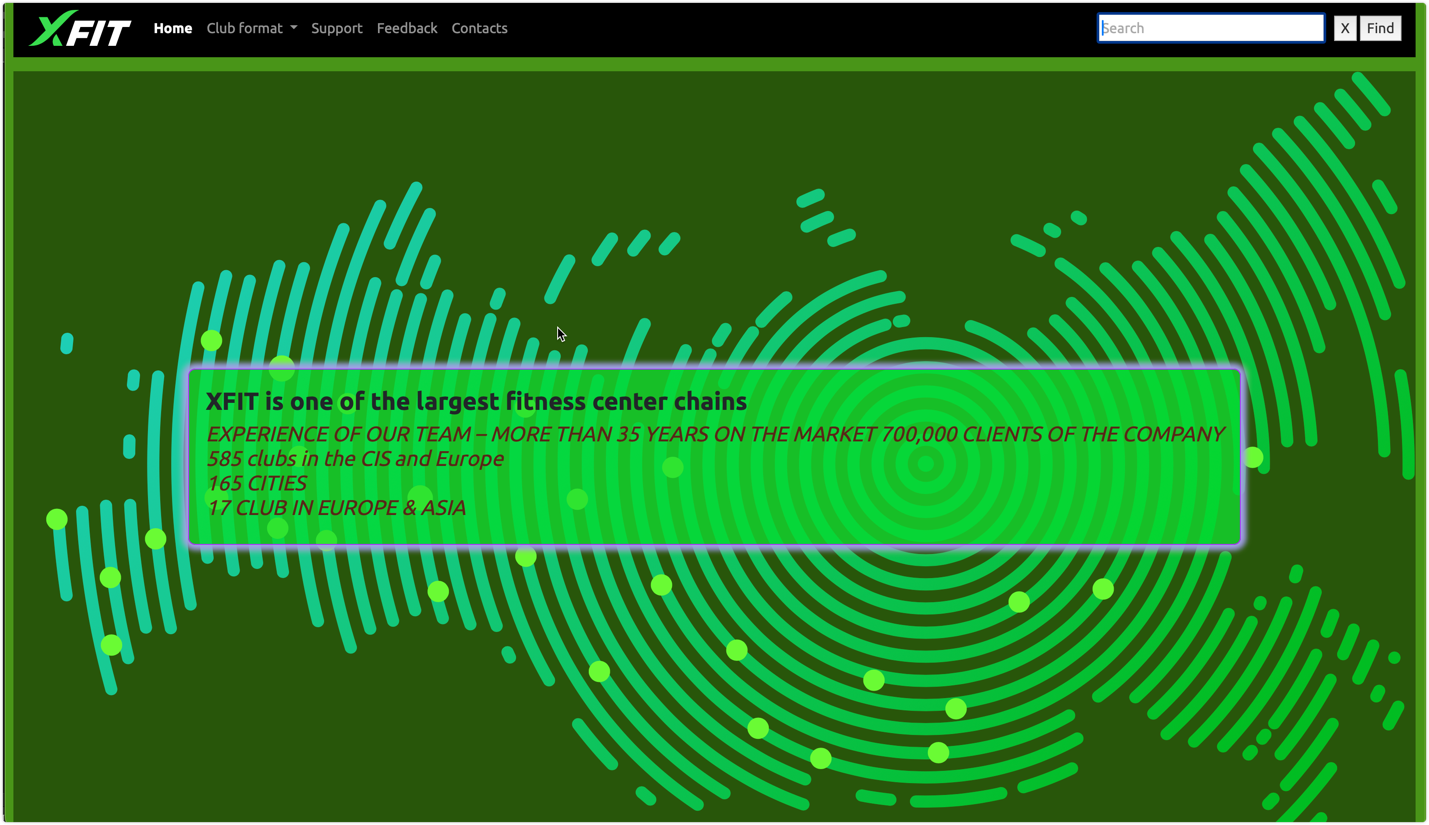 XFIT
Home Club format Support Feedback Contacts
Search
X Find
XFIT is one of the largest fitness center chains
EXPERIENCE OF OUR TEAM – MORE THAN 35 YEARS ON THE MARKET 700,000 CLIENTS OF THE COMPANY
585 clubs in the CIS and Europe
165 CITIES
17 CLUB IN EUROPE & ASIA